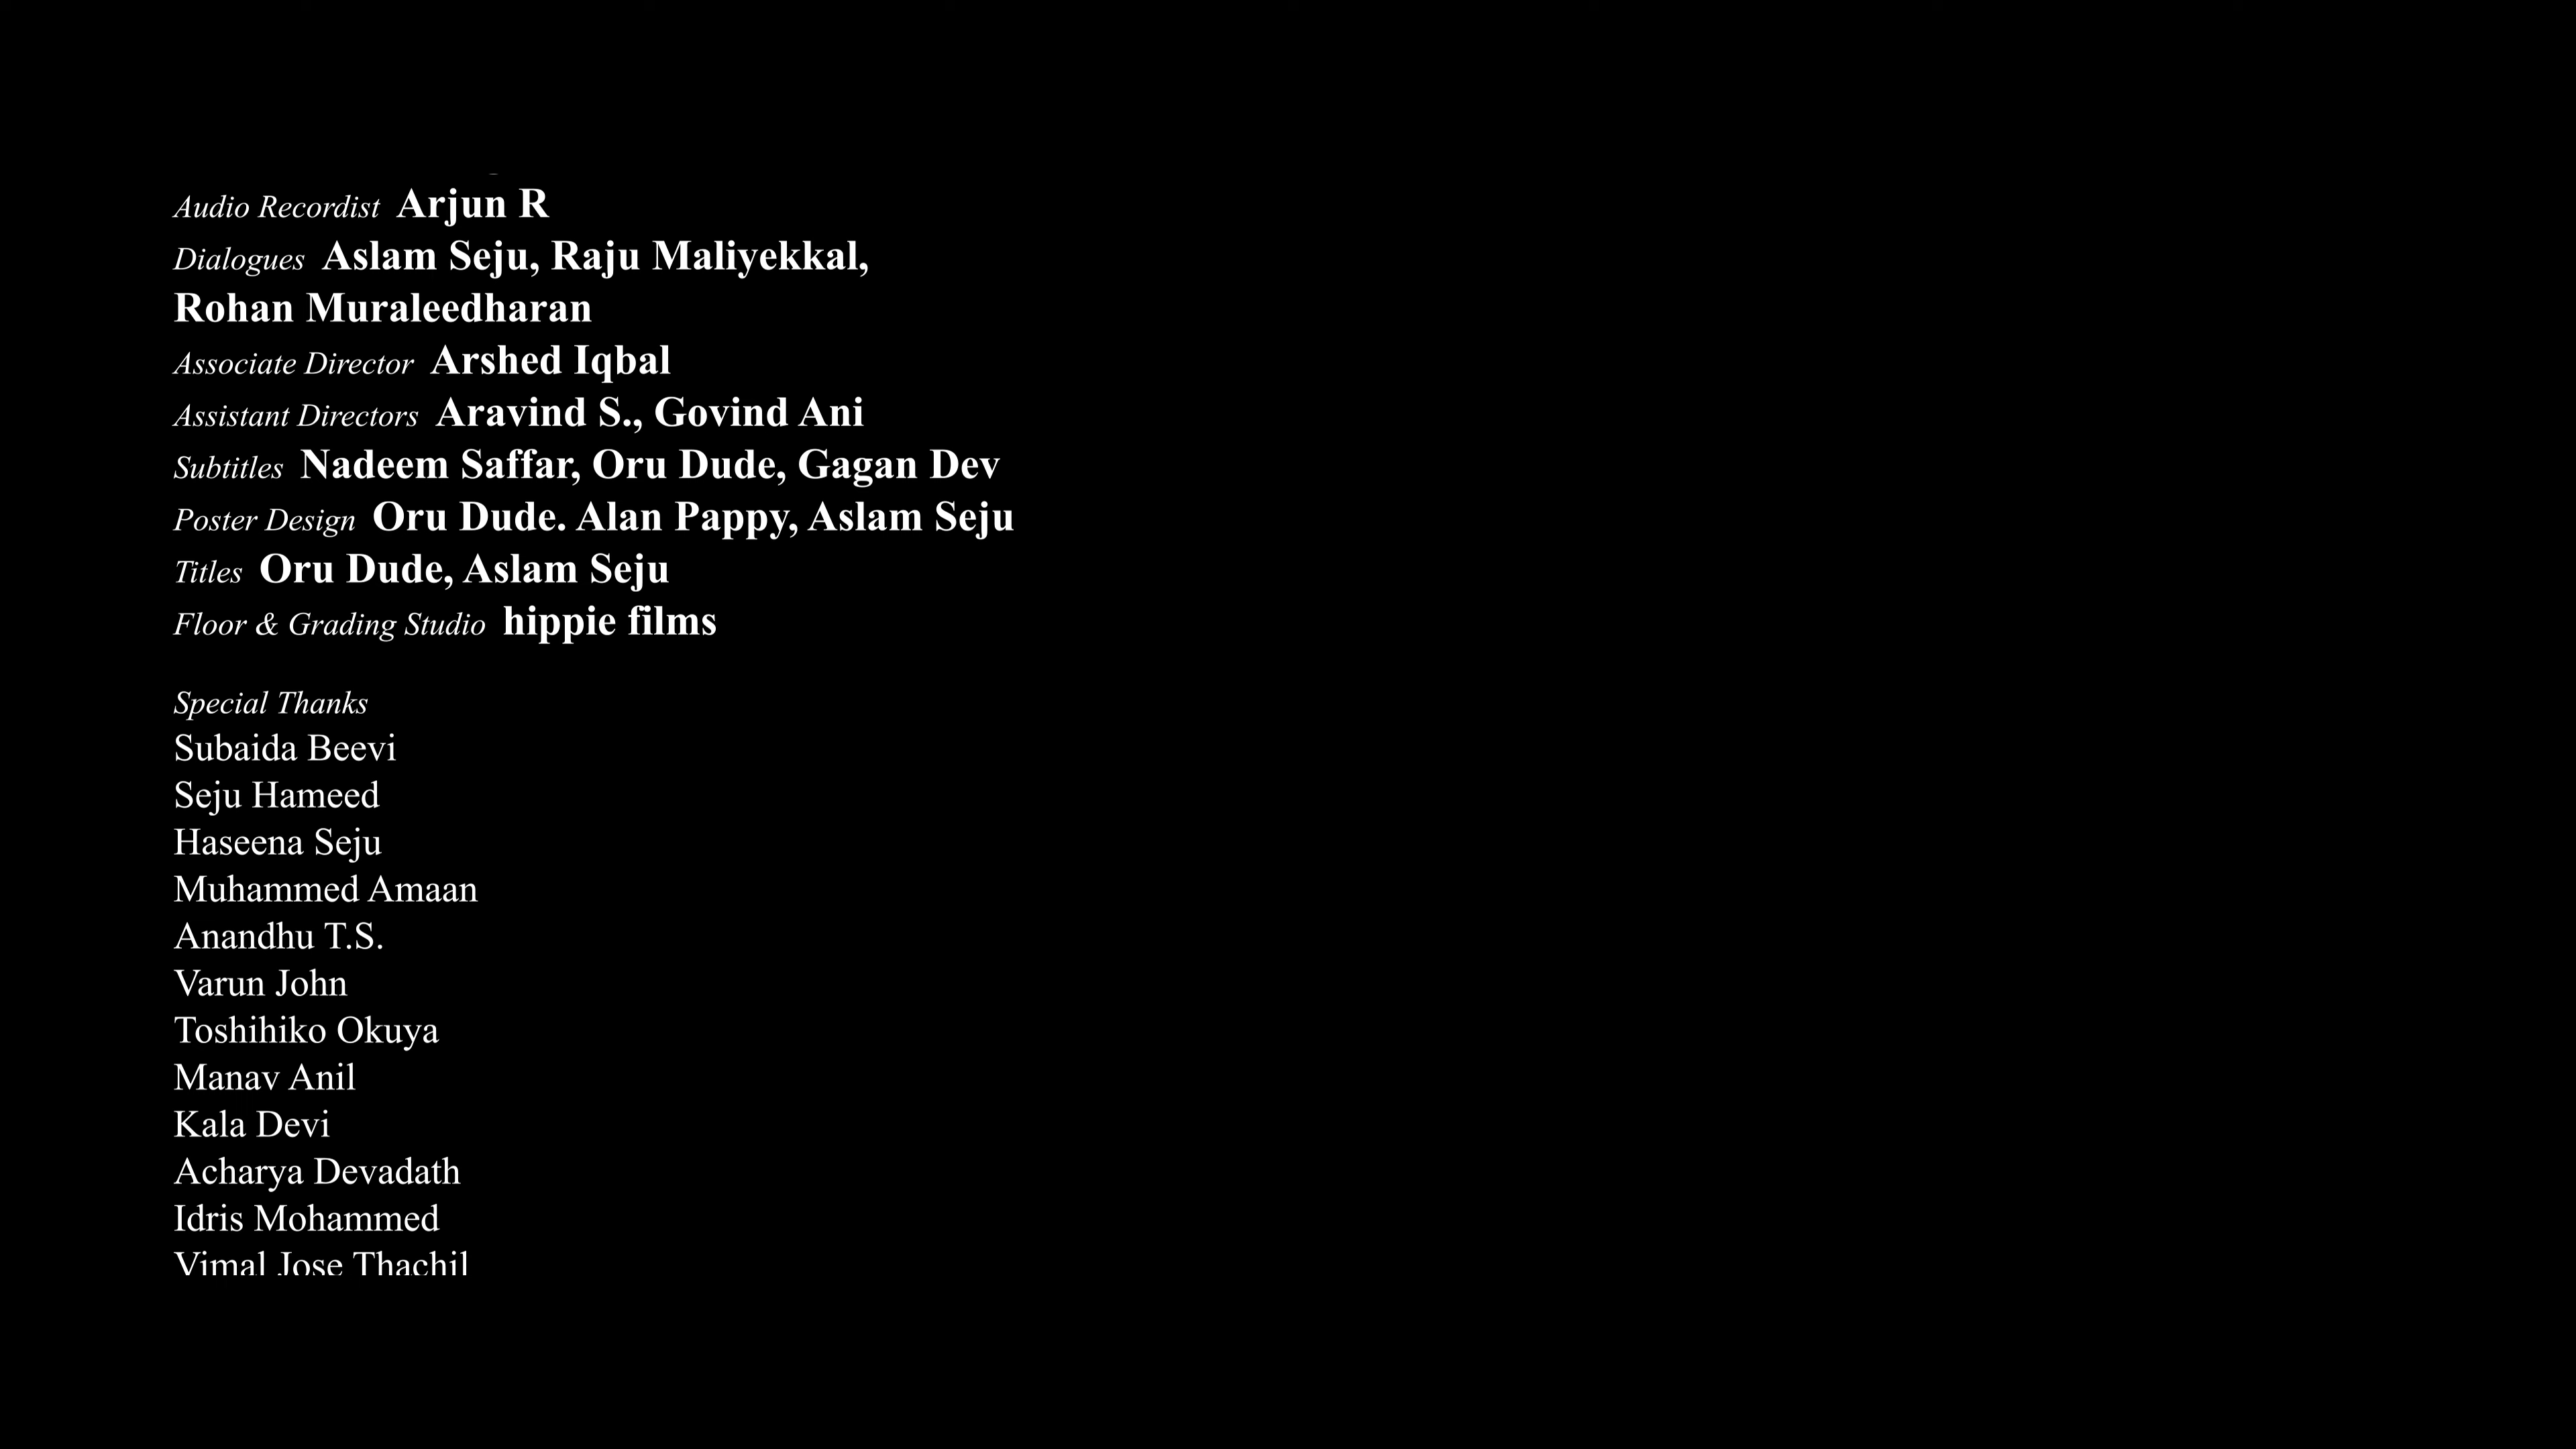 Audio Recordist Arjun R
Dialogues Aslam Seju, Raju Maliyekkal,
Rohan Muraleedharan
Associate Director Arshed Iqbal
Assistant Directors Aravind S., Govind Ani
Subtitles Nadeem Saffar, Oru Dude, Gagan Dev
Poster Design Oru Dude. Alan Pappy, Aslam Seju
Titles Oru Dude, Aslam Seju
Floor & Grading Studio hippie films
Special Thanks
Subaida Beevi
Seju Hameed
Haseena Seju
Muhammed Amaan
Anandhu T.S.
Varun John
Toshihiko Okuya
Manav Anil
Kala Devi
Acharya Devadath
Idris Mohammed
Vimal Jose Thachil